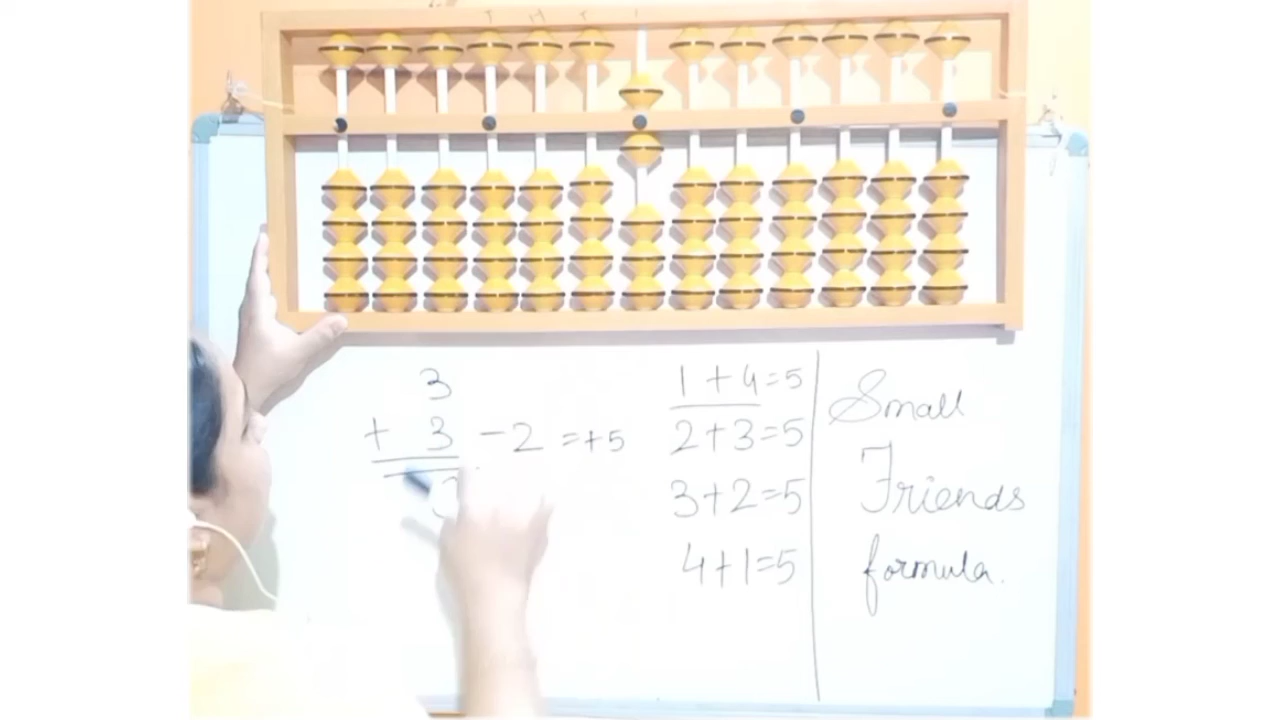 T H T 1
3
+ 3 -2 =+5
1+4=5
2+3=5
3+2=5
4+1=5
Small
Friends
formula.